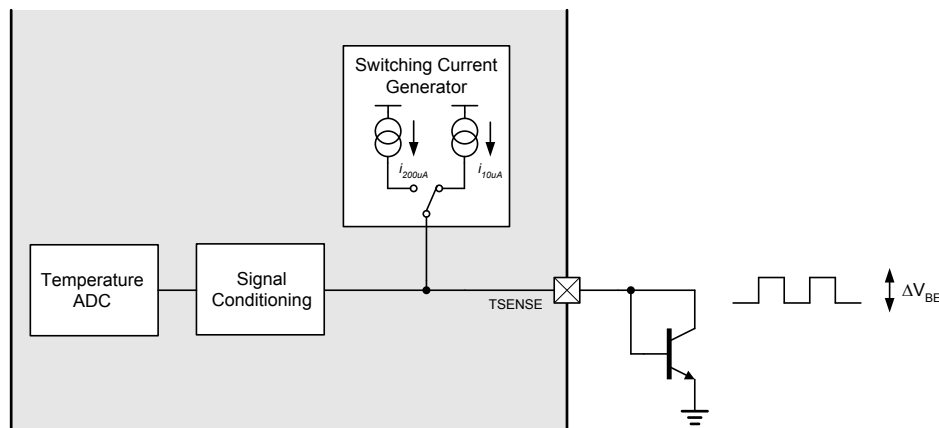 Switching Current
Generator
i200uA
i10uA
Temperature
ADC
Signal
Conditioning
TSENSE
ΔVBE